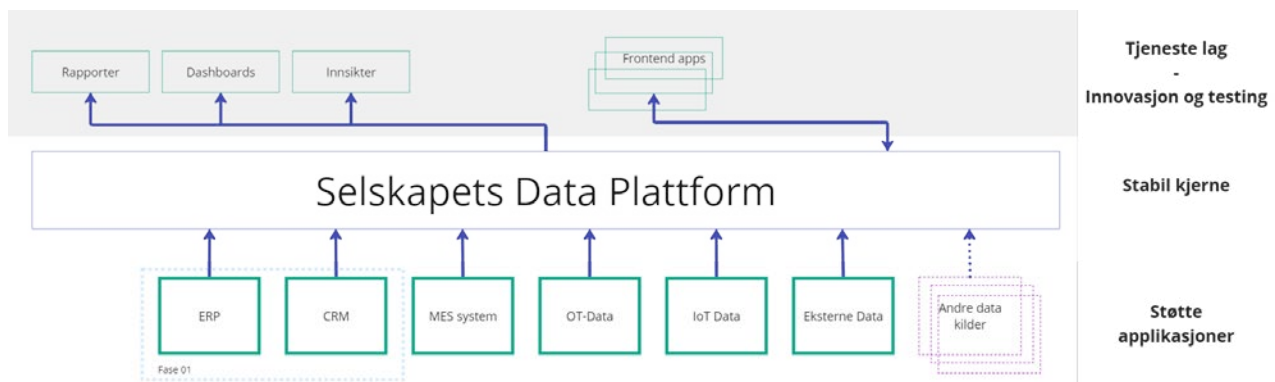 Tjeneste lag
-
Innovasjon og testing
Rapporter
Dashboards
Innsikter
Frontend apps
Selskapets Data Plattform
Stabil kjerne
ERP
CRM
MES system
OT-Data
IoT Data
Eksterne Data
Andre data
kilder
Støtte
applikasjoner
Fase 01